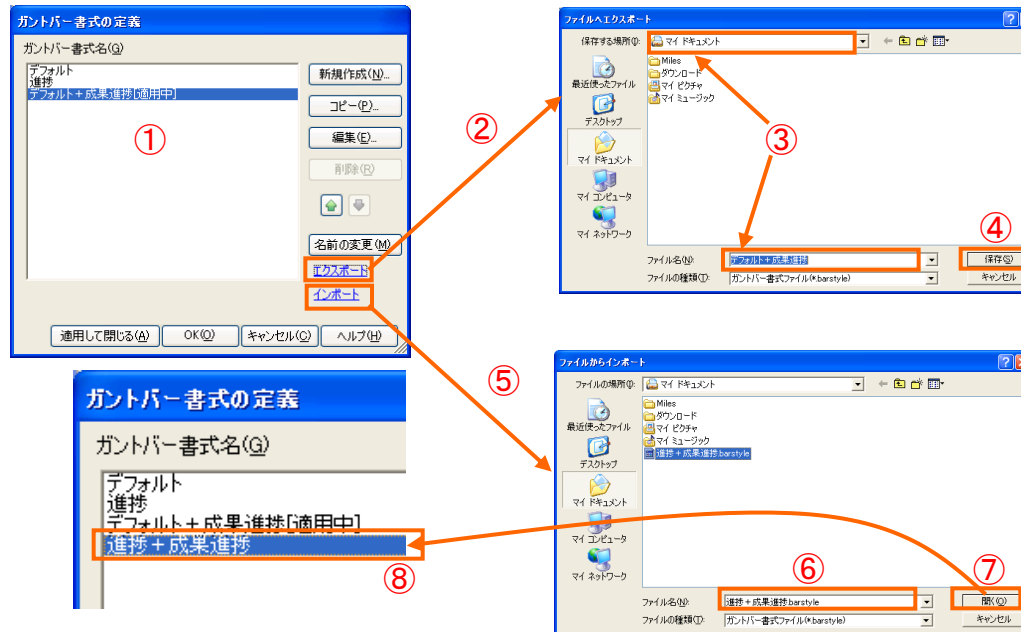 ガントバー書式の定義
ガントバー書式名(G)
デフォルト
進捗
デフォルト+成果進捗[適用中]
①
新規作成(N)...
コピー(P)...
編集(E)...
削除(R)
名前の変更(M)
エクスポート
インポート
適用して閉じる(A)
OK(O)
キャンセル(C)
ヘルプ(H)
②
ファイルへエクスポート
保存する場所(I):
マイ ドキュメント
Miles
ダウンロード
マイ ピクチャ
マイ ミュージック
最近使ったファイル
デスクトップ
マイ ドキュメント
マイ コンピュータ
マイ ネットワーク
③
④
ファイル名(N):
デフォルト+成果進捗
保存(S)
ファイルの種類(T):
ガントバー書式ファイル(*.barstyle)
キャンセル
⑤
ファイルからインポート
ファイルの場所(I):
マイ ドキュメント
Miles
ダウンロード
マイ ピクチャ
マイ ミュージック
進捗+成果進捗.barstyle
最近使ったファイル
デスクトップ
マイ ドキュメント
マイ コンピュータ
マイ ネットワーク
⑥
⑦
ファイル名(N):
進捗+成果進捗.barstyle
開く(O)
ファイルの種類(T):
ガントバー書式ファイル(*.barstyle)
キャンセル
ガントバー書式の定義
ガントバー書式名(G)
デフォルト
進捗
デフォルト+成果進捗[適用中]
進捗+成果進捗
⑧